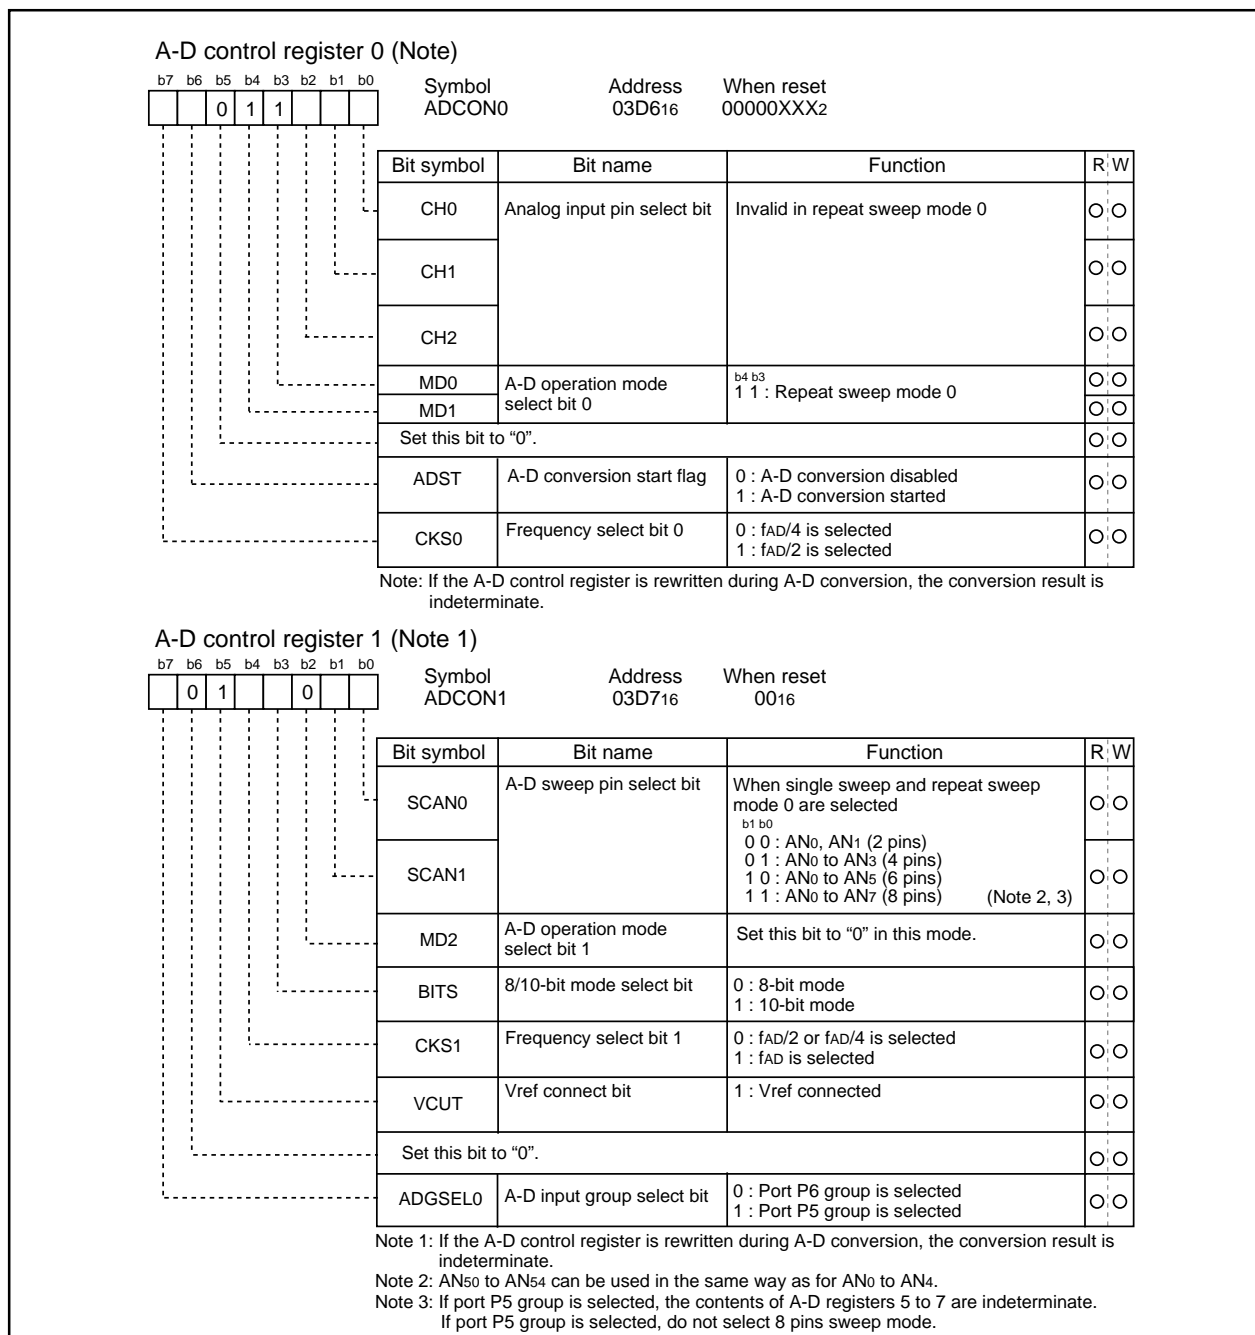 A-D control register 0 (Note)
b7 b6 b5 b4 b3 b2 b1 b0
0 1 1
Symbol Address When reset
ADCON0 03D616 00000XXX2
Bit symbol Bit name Function R W
CH0 Analog input pin select bit Invalid in repeat sweep mode 0
CH1
CH2
b4 b3
MD0 A-D operation mode select bit 0 1 1 : Repeat sweep mode 0
MD1
Set this bit to “0”.
ADST A-D conversion start flag 0 : A-D conversion disabled
1 : A-D conversion started
CKS0 Frequency select bit 0 0 : fAD/4 is selected
1 : fAD/2 is selected
Note: If the A-D control register is rewritten during A-D conversion, the conversion result is
indeterminate.
A-D control register 1 (Note 1)
b7 b6 b5 b4 b3 b2 b1 b0
0 1 0
Symbol Address When reset
ADCON1 03D716 0016
Bit symbol Bit name Function R W
SCAN0 A-D sweep pin select bit When single sweep and repeat sweep
mode 0 are selected
b1 b0
0 0 : AN0, AN1 (2 pins)
0 1 : AN0 to AN3 (4 pins)
SCAN1 1 0 : AN0 to AN5 (6 pins)
1 1 : AN0 to AN7 (8 pins) (Note 2, 3)
MD2 A-D operation mode select bit 1 Set this bit to “0” in this mode.
BITS 8/10-bit mode select bit 0 : 8-bit mode
1 : 10-bit mode
CKS1 Frequency select bit 1 0 : fAD/2 or fAD/4 is selected
1 : fAD is selected
VCUT Vref connect bit 1 : Vref connected
Set this bit to “0”.
ADGSEL0 A-D input group select bit 0 : Port P6 group is selected
1 : Port P5 group is selected
Note 1: If the A-D control register is rewritten during A-D conversion, the conversion result is
indeterminate.
Note 2: AN50 to AN54 can be used in the same way as for AN0 to AN4.
Note 3: If port P5 group is selected, the contents of A-D registers 5 to 7 are indeterminate.
If port P5 group is selected, do not select 8 pins sweep mode.